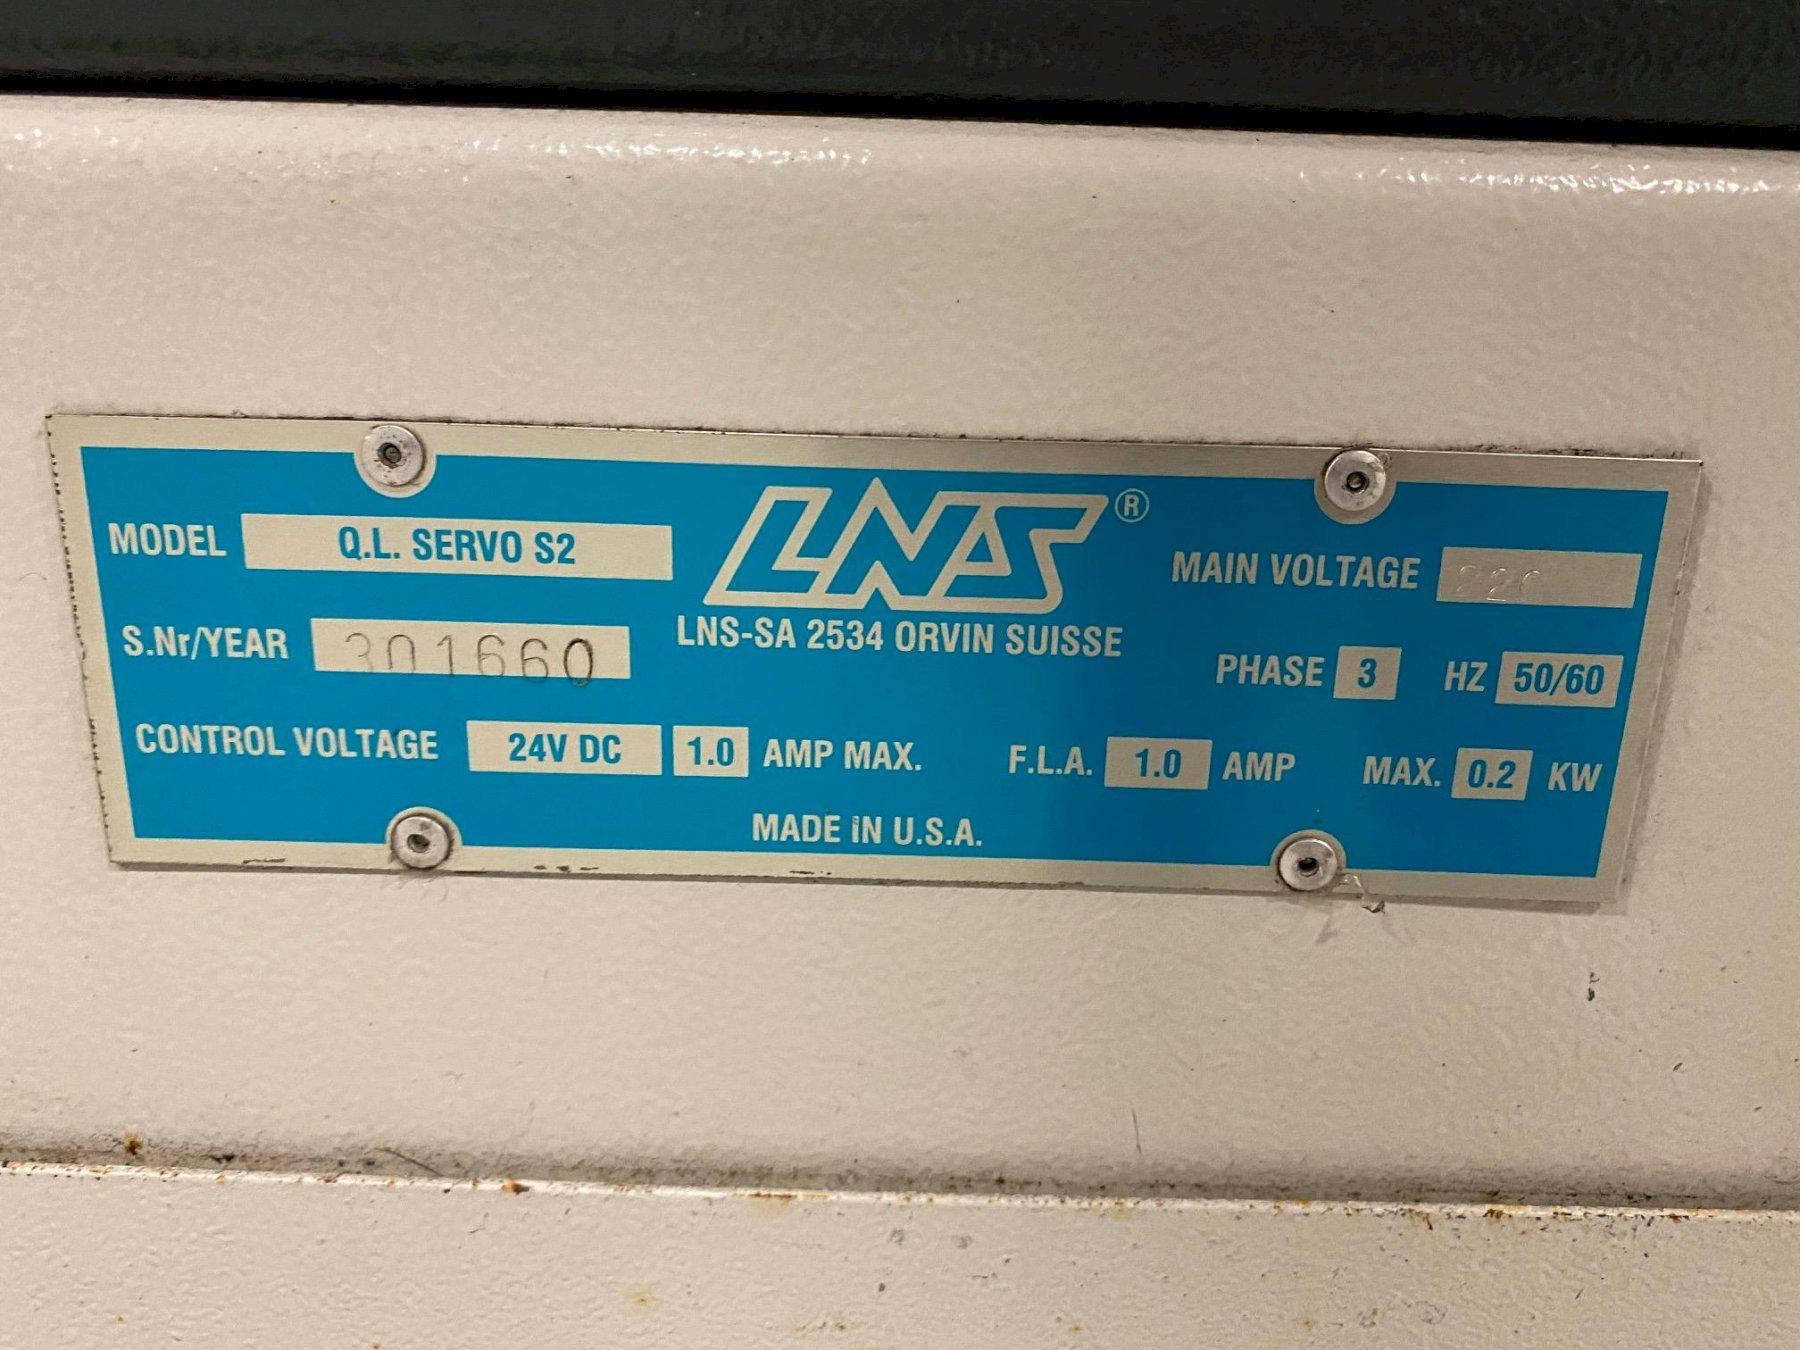 LNS®
MODEL Q.L. SERVO S2
MAIN VOLTAGE 220
LNS-SA 2534 ORVIN SUISSE
S.Nr/YEAR 301660
PHASE 3 HZ 50/60
CONTROL VOLTAGE 24V DC 1.0 AMP MAX. F.L.A. 1.0 AMP MAX. 0.2 KW
MADE IN U.S.A.